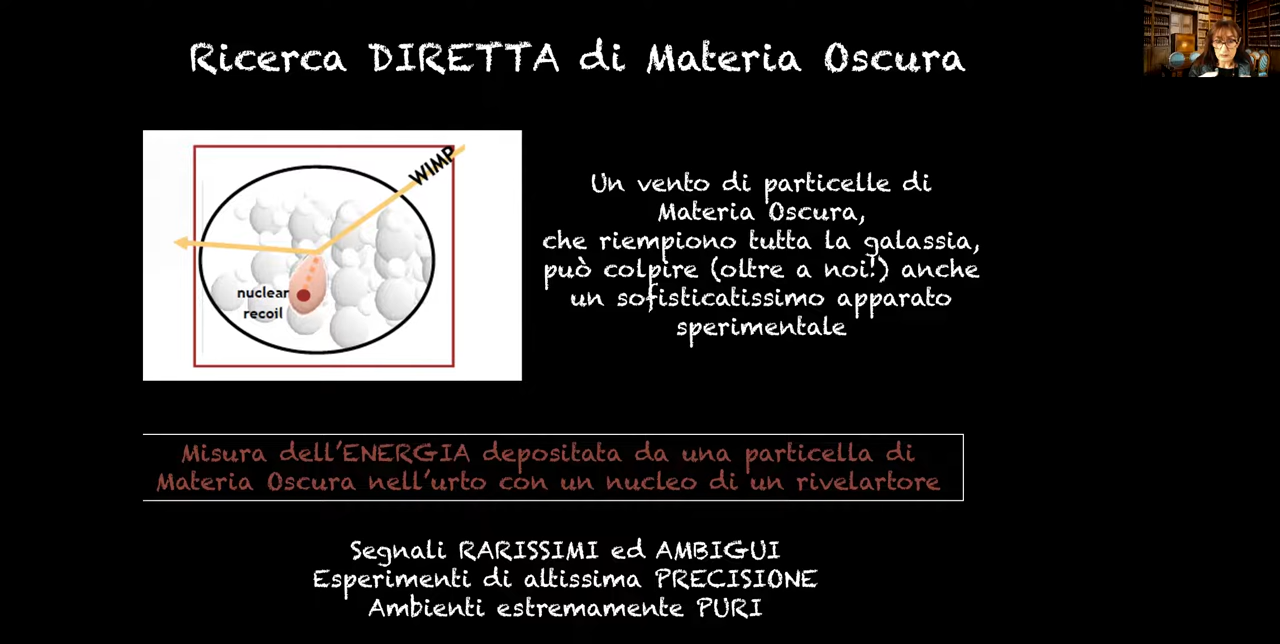 Ricerca DIRETTA di Materia Oscura
WIMP
nuclear
recoil
Un vento di particelle di
Materia Oscura,
che riempiono tutta la galassia,
può colpire (oltre a noi!) anche
un sofisticatissimo apparato
sperimentale
Misura dell'ENERGIA depositata da una particella di
Materia Oscura nell'urto con un nucleo di un rivelartore
Segnali RARISSIMI ed AMBIGUI
Esperimenti di altissima PRECISIONE
Ambienti estremamente PURI